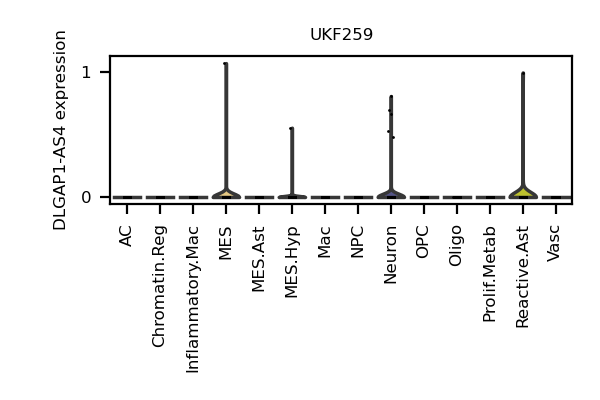 UKF259
DLGAP1-AS4 expression
1
0
AC
Chromatin.Reg
Inflammatory.Mac
MES
MES.Ast
MES.Hyp
Mac
NPC
Neuron
OPC
Oligo
Prolif.Metab
Reactive.Ast
Vasc